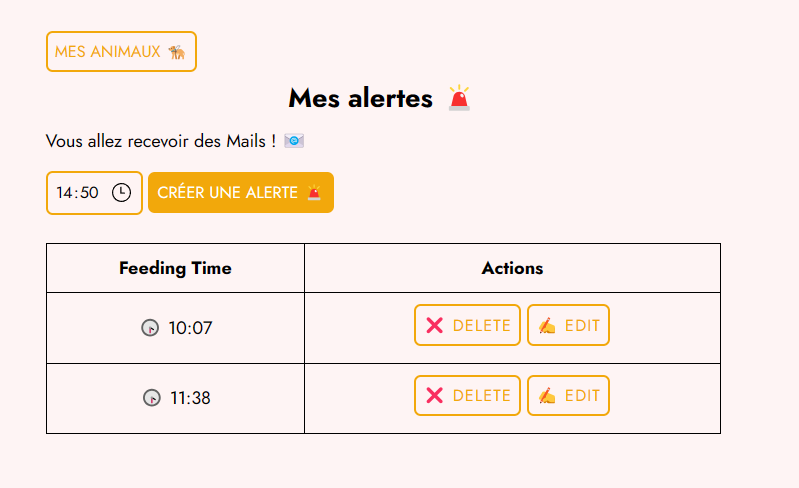 MES ANIMAUX 🐕
Mes alertes 🚨
Vous allez recevoir des Mails ! 📧
14:50 CRÉER UNE ALERTE 🚨
Feeding Time Actions
🕟 10:07 ❌ DELETE ✍ EDIT
🕟 11:38 ❌ DELETE ✍ EDIT